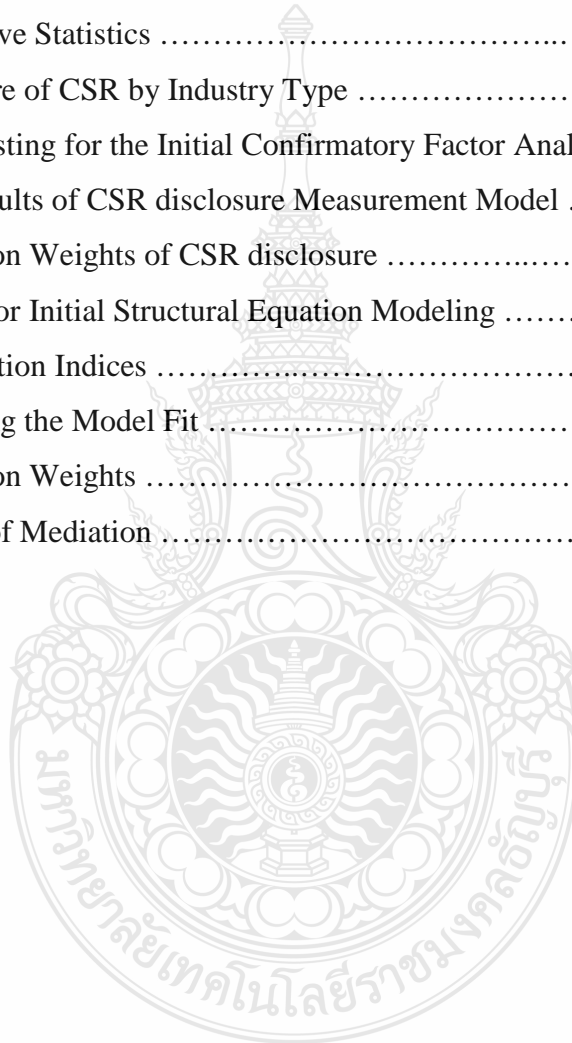 ve Statistics ………………………………...
re of CSR by Industry Type …………………
sting for the Initial Confirmatory Factor Anal
ults of CSR disclosure Measurement Model .
on Weights of CSR disclosure …………..….
or Initial Structural Equation Modeling …….
tion Indices …………..……………………….
g the Model Fit ……………………………….
on Weights …………………………………….
of Mediation ………………………………….
มหาวิทยาลัยเทคโนโลยีราชมงคลธัญบุรี